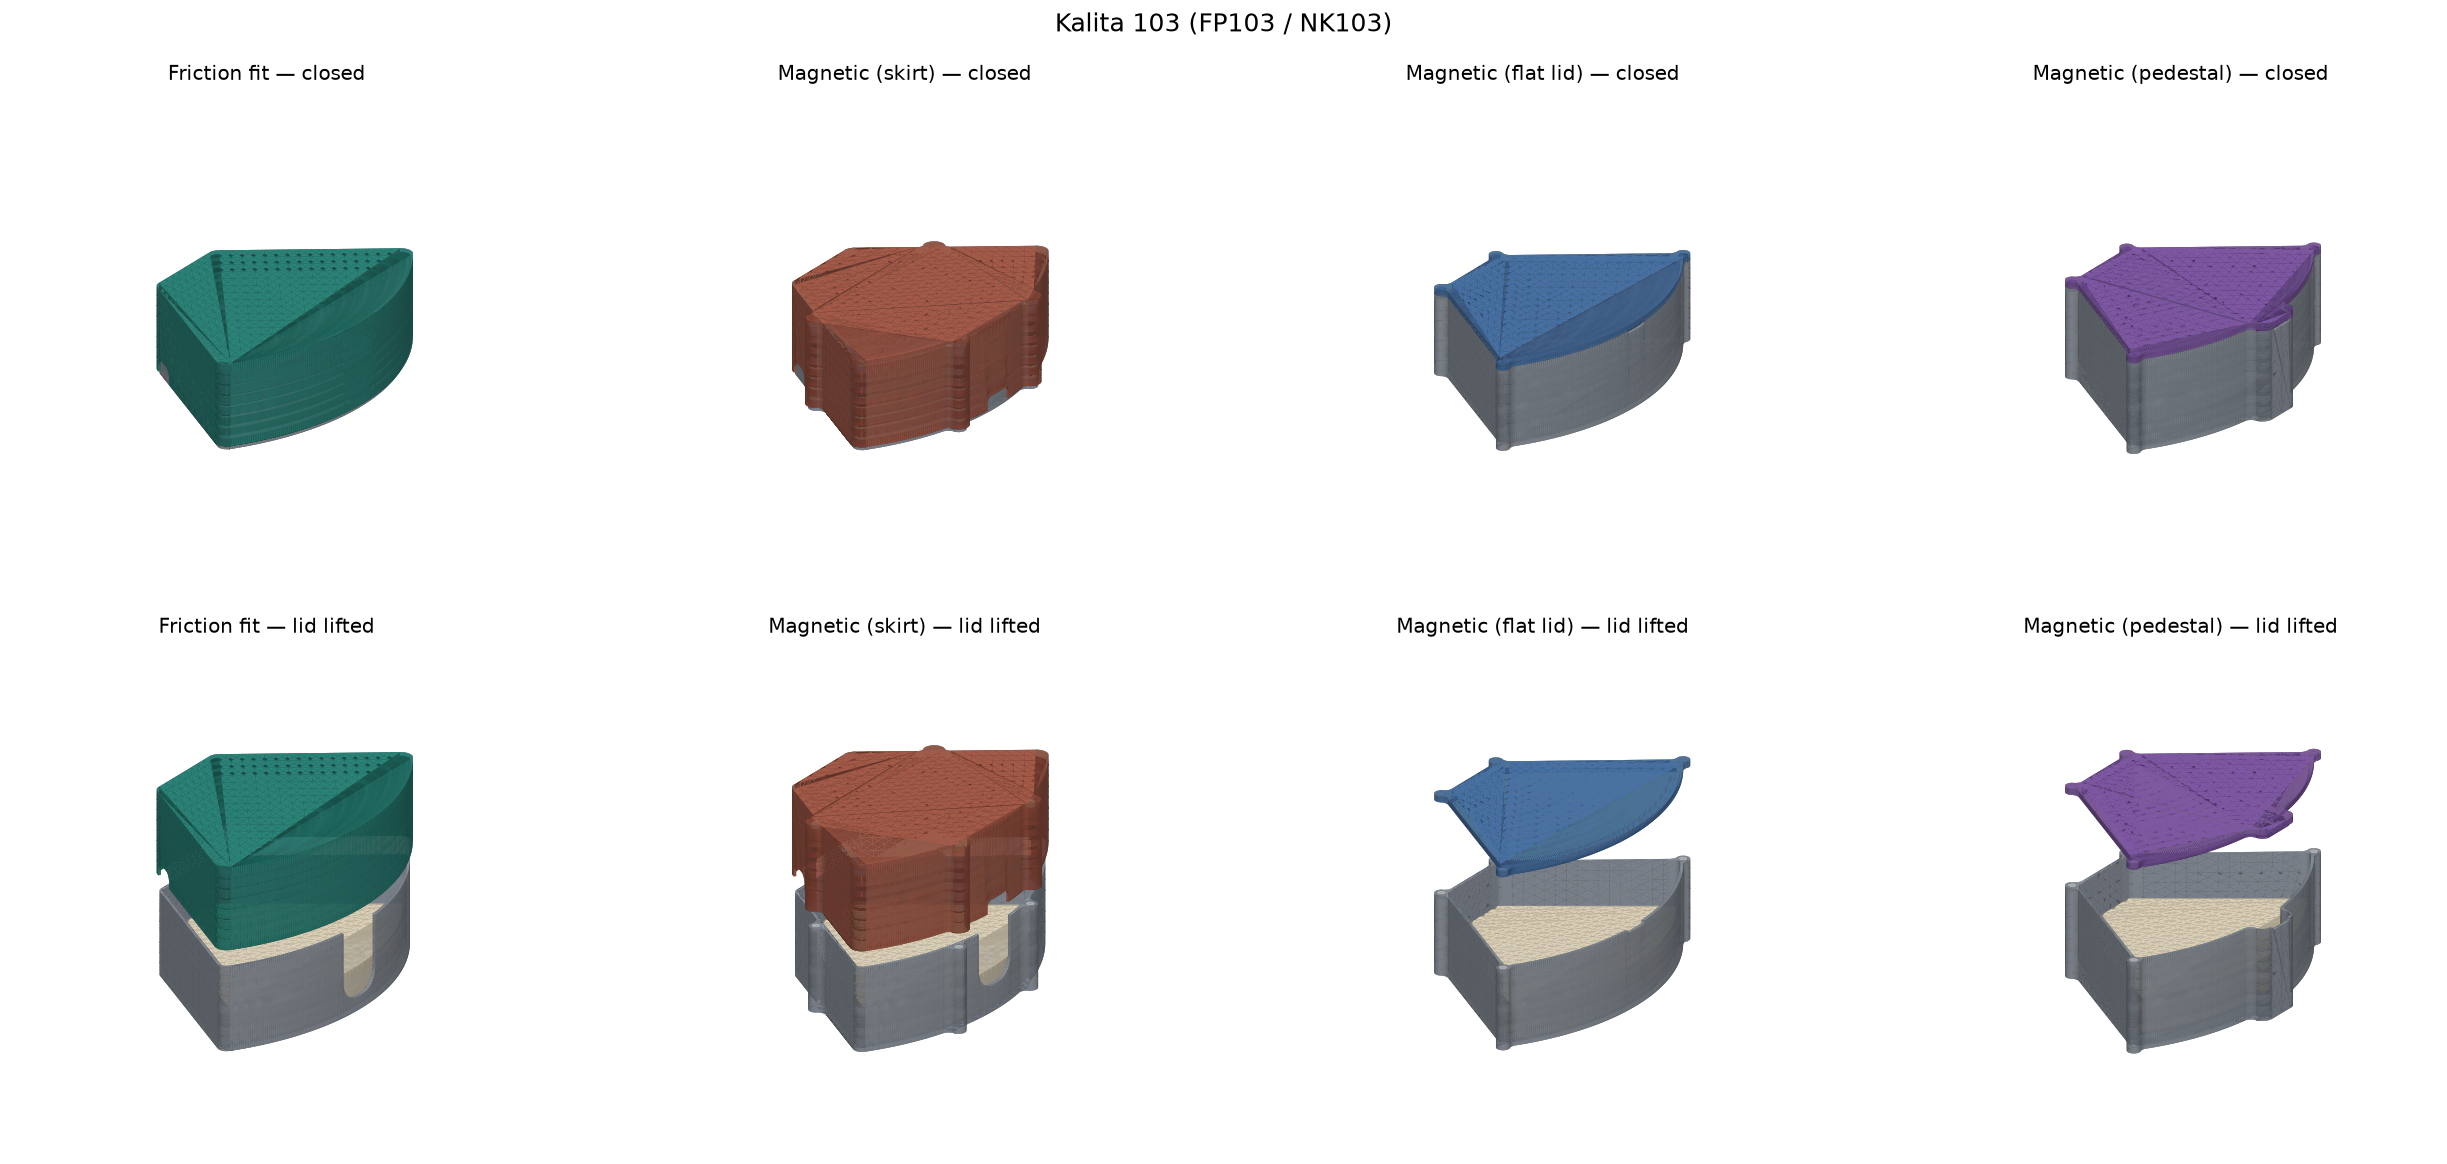 Kalita 103 (FP103 / NK103)
Friction fit — closed
Magnetic (skirt) — closed
Magnetic (flat lid) — closed
Magnetic (pedestal) — closed
Friction fit — lid lifted
Magnetic (skirt) — lid lifted
Magnetic (flat lid) — lid lifted
Magnetic (pedestal) — lid lifted